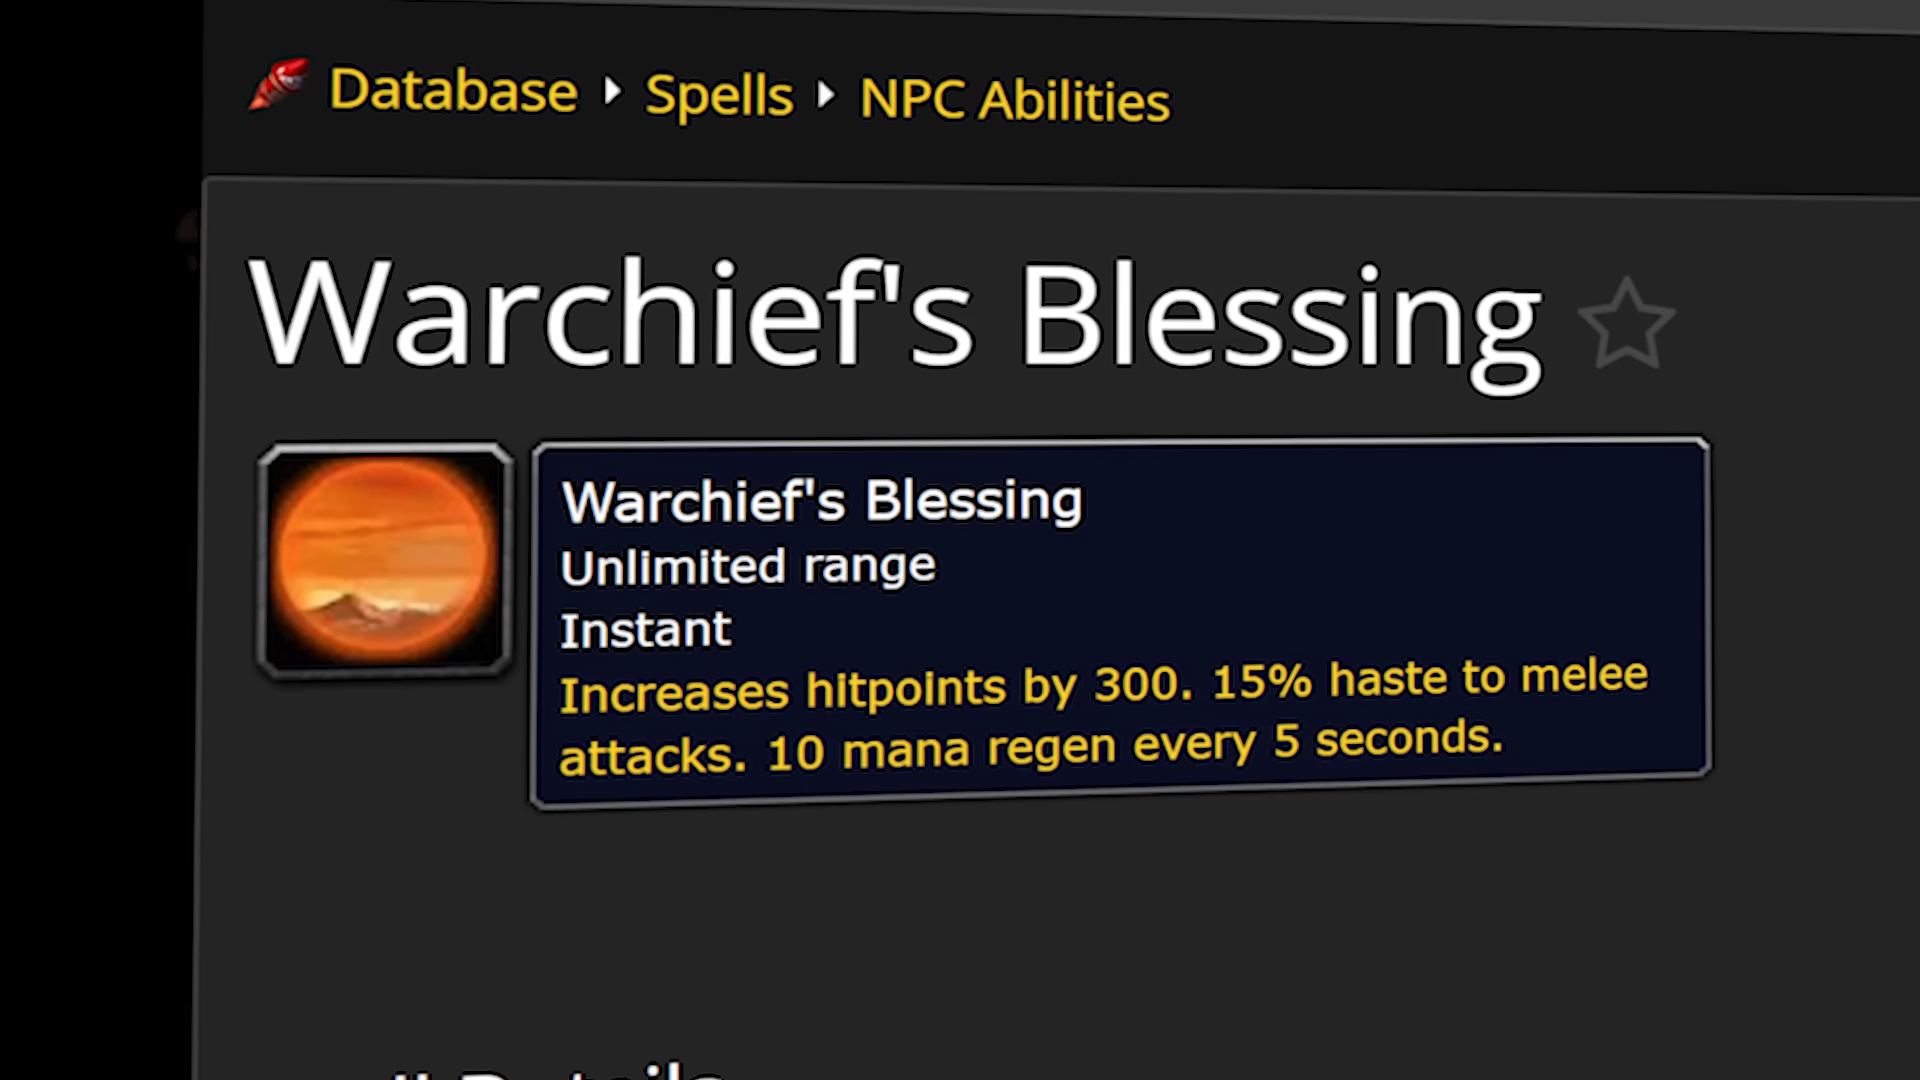 Database Spells NPC Abilities
Warchief's Blessing
Warchief's Blessing
Unlimited range
Instant
Increases hitpoints by 300. 15% haste to melee
attacks. 10 mana regen every 5 seconds.
Details